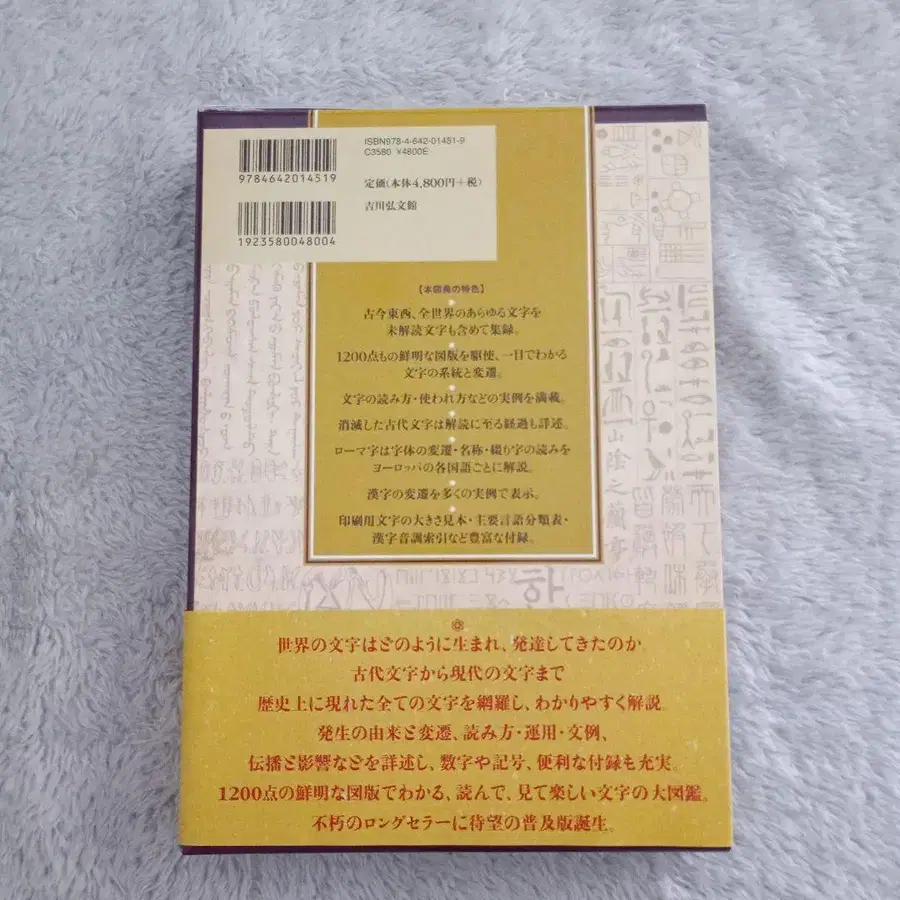 ISBN978-4-642-01451-9
C3580 ¥4800E
9784642014519
定価(本体4,800円+税)
1923580048004
吉川弘文館
【本図典の特色】
古今東西、全世界のあらゆる文字を
未解読文字も含めて集録。
1200点もの鮮明な図版を駆使、一目でわかる
文字の系統と変遷。
文字の読み方・使われ方などの実例を満載。
消滅した古代文字は解読に至る経過も詳述。
ローマ字は字体の変遷・名称・綴り字の読みを
ヨーロッパの各国語ごとに解説。
漢字の変遷を多くの実例で表示。
印刷用文字の大きさ見本・主要言語分類表・
漢字音調索引など豊富な付録。
山陰之蘭
한
世界の文字はどのように生まれ、発達してきたのか
古代文字から現代の文字まで
歴史上に現れた全ての文字を網羅し、わかりやすく解説。
発生の由来と変遷、読み方・運用・文例、
伝播と影響などを詳述し、数字や記号、便利な付録も充実。
1200点の鮮明な図版でわかる、読んで、見て楽しい文字の大図鑑。
不朽のロングセラーに待望の普及版誕生。